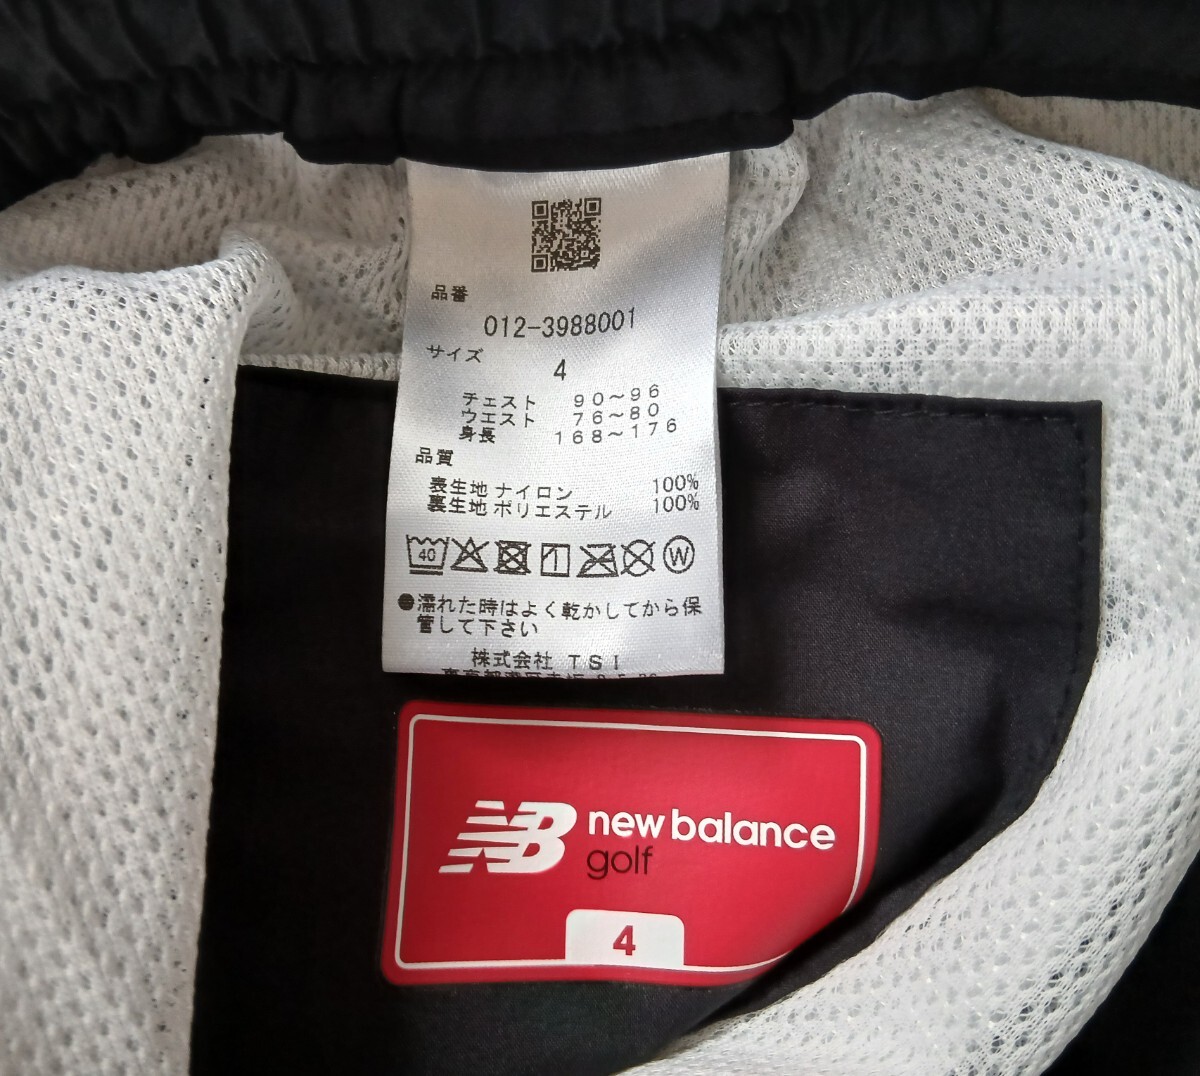 品番
012-3988001
サイズ
4
チェスト 90～96
ウエスト 76～80
身長 168～176
品質
表生地 ナイロン 100%
裏生地 ポリエステル 100%
40
W
●濡れた時はよく乾かしてから保
管して下さい
株式会社 TSI
NB new balance
golf
4